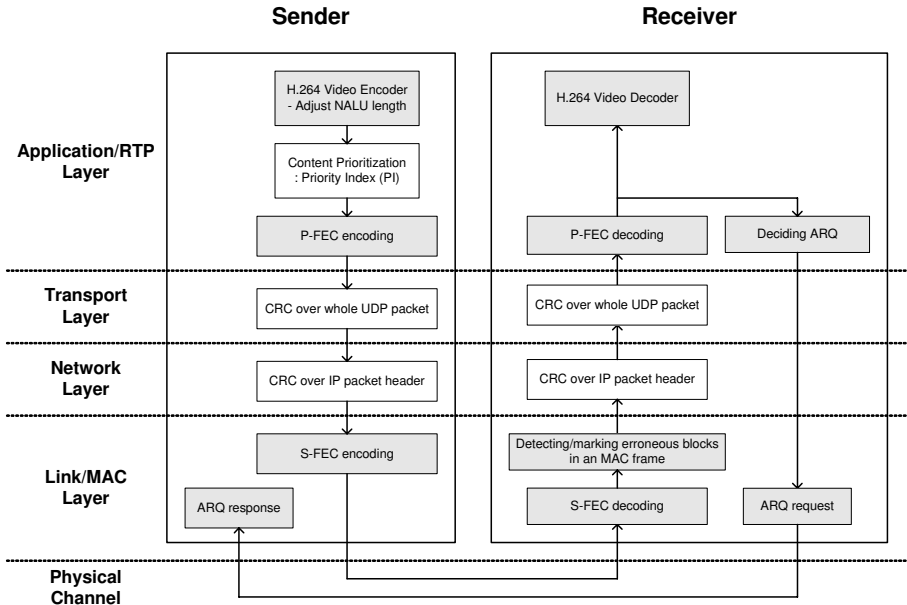 Sender
Receiver
Application/RTP
Layer
H.264 Video Encoder
- Adjust NALU length
Content Prioritization
: Priority Index (PI)
P-FEC encoding
H.264 Video Decoder
P-FEC decoding
Deciding ARQ
Transport
Layer
CRC over whole UDP packet
CRC over whole UDP packet
Network
Layer
CRC over IP packet header
CRC over IP packet header
Link/MAC
Layer
S-FEC encoding
ARQ response
Detecting/marking erroneous blocks
in an MAC frame
S-FEC decoding
ARQ request
Physical
Channel